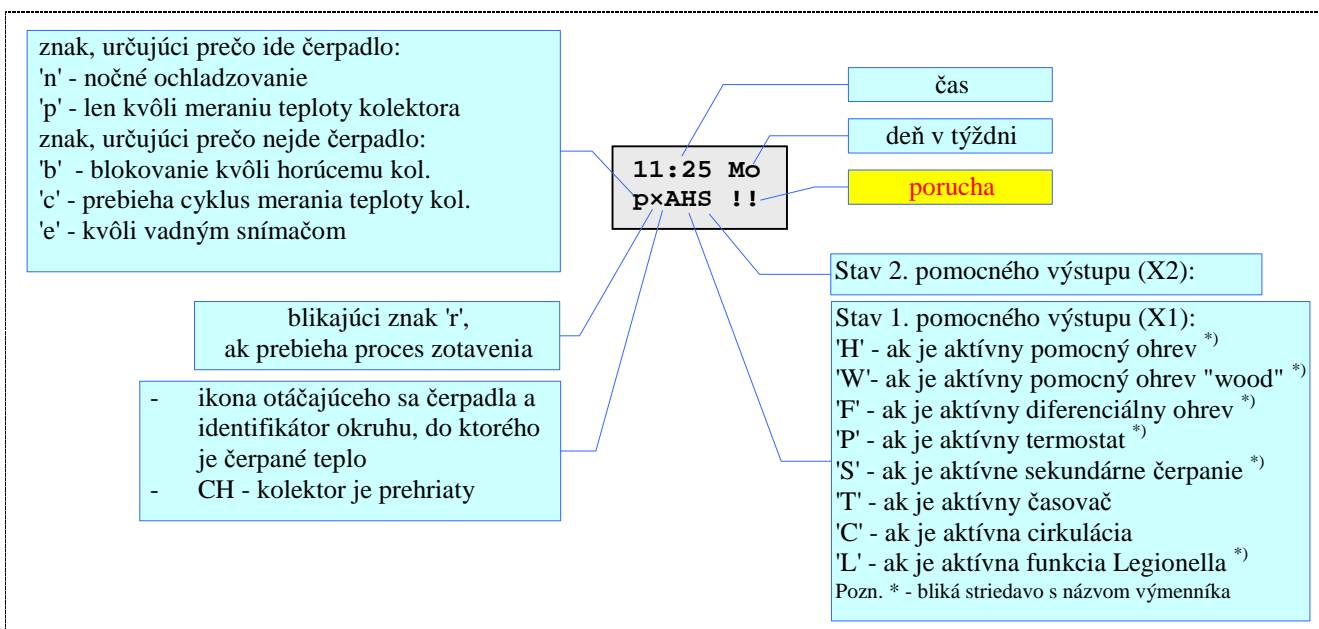 znak, určujúci prečo ide čerpadlo:
'n' - nočné ochladzovanie
'p' - len kvôli meraniu teploty kolektora
znak, určujúci prečo nejde čerpadlo:
'b' - blokovanie kvôli horúcemu kol.
'c' - prebieha cyklus merania teploty kol.
'e' - kvôli vadným snímačom
čas
deň v týždni
porucha
11:25 Mo
p×AHS !!
blikajúci znak 'r',
ak prebieha proces zotavenia
- ikona otáčajúceho sa čerpadla a
identifikátor okruhu, do ktorého
je čerpané teplo
- CH - kolektor je prehriaty
Stav 2. pomocného výstupu (X2):
Stav 1. pomocného výstupu (X1):
'H' - ak je aktívny pomocný ohrev *)
'W'- ak je aktívny pomocný ohrev "wood" *)
'F' - ak je aktívny diferenciálny ohrev *)
'P' - ak je aktívny termostat *)
'S' - ak je aktívne sekundárne čerpanie *)
'T' - ak je aktívny časovač
'C' - ak je aktívna cirkulácia
'L' - ak je aktívna funkcia Legionella *)
Pozn. * - bliká striedavo s názvom výmenníka